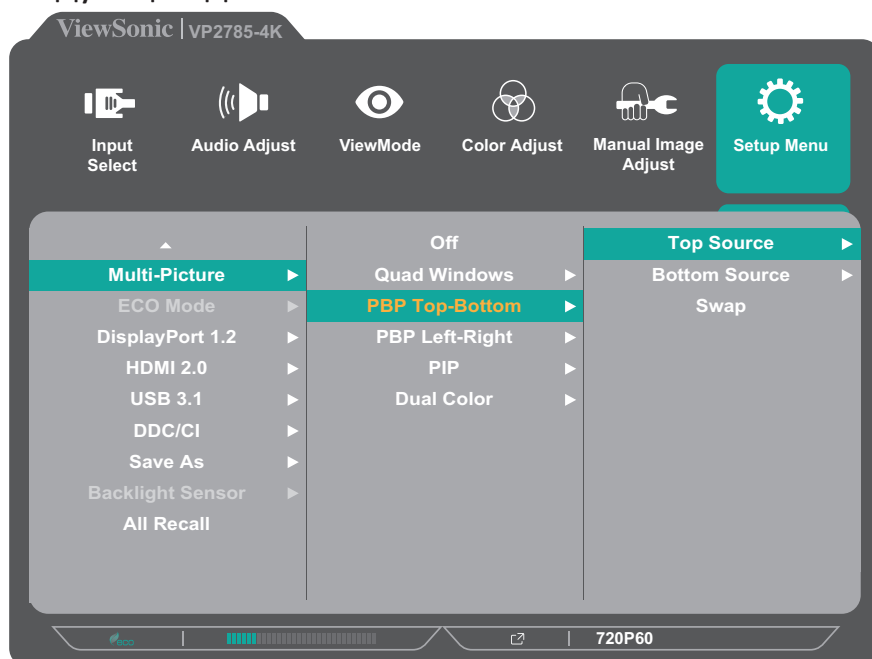 ViewSonic | VP2785-4K
Input
Select
Audio Adjust
ViewMode
Color Adjust
Manual Image
Adjust
Setup Menu
Multi-Picture
ECO Mode
DisplayPort 1.2
HDMI 2.0
USB 3.1
DDC/CI
Save As
Backlight Sensor
All Recall
Off
Quad Windows
PBP Top-Bottom
PBP Left-Right
PIP
Dual Color
Top Source
Bottom Source
Swap
eco
720P60